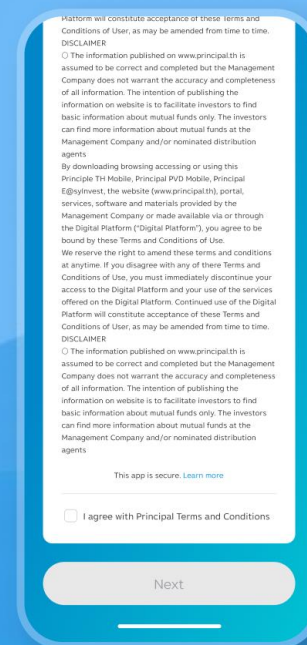 Platform will constitute acceptance of these Terms and
Conditions of User, as may be amended from time to time.
DISCLAIMER
○ The information published on www.principal.th is
assumed to be correct and completed but the Management
Company does not warrant the accuracy and completeness
of all information. The intention of publishing the
information on website is to facilitate investors to find
basic information about mutual funds only. The investors
can find more information about mutual funds at the
Management Company and/or nominated distribution
agents
By downloading browsing accessing or using this
Principle TH Mobile, Principal PVD Mobile, Principal
E@syInvest, the website (www.principal.th), portal,
services, software and materials provided by the
Management Company or made available via or through
the Digital Platform ("Digital Platform"), you agree to be
bound by these Terms and Conditions of Use.
We reserve the right to amend these terms and conditions
at anytime. If you disagree with any of there Terms and
Conditions of Use, you must immediately discontinue your
access to the Digital Platform and your use of the services
offered on the Digital Platform. Continued use of the Digital
Platform will constitute acceptance of these Terms and
Conditions of User, as may be amended from time to time.
DISCLAIMER
○ The information published on www.principal.th is
assumed to be correct and completed but the Management
Company does not warrant the accuracy and completeness
of all information. The intention of publishing the
information on website is to facilitate investors to find
basic information about mutual funds only. The investors
can find more information about mutual funds at the
Management Company and/or nominated distribution
agents
This app is secure. Learn more
I agree with Principal Terms and Conditions
Next